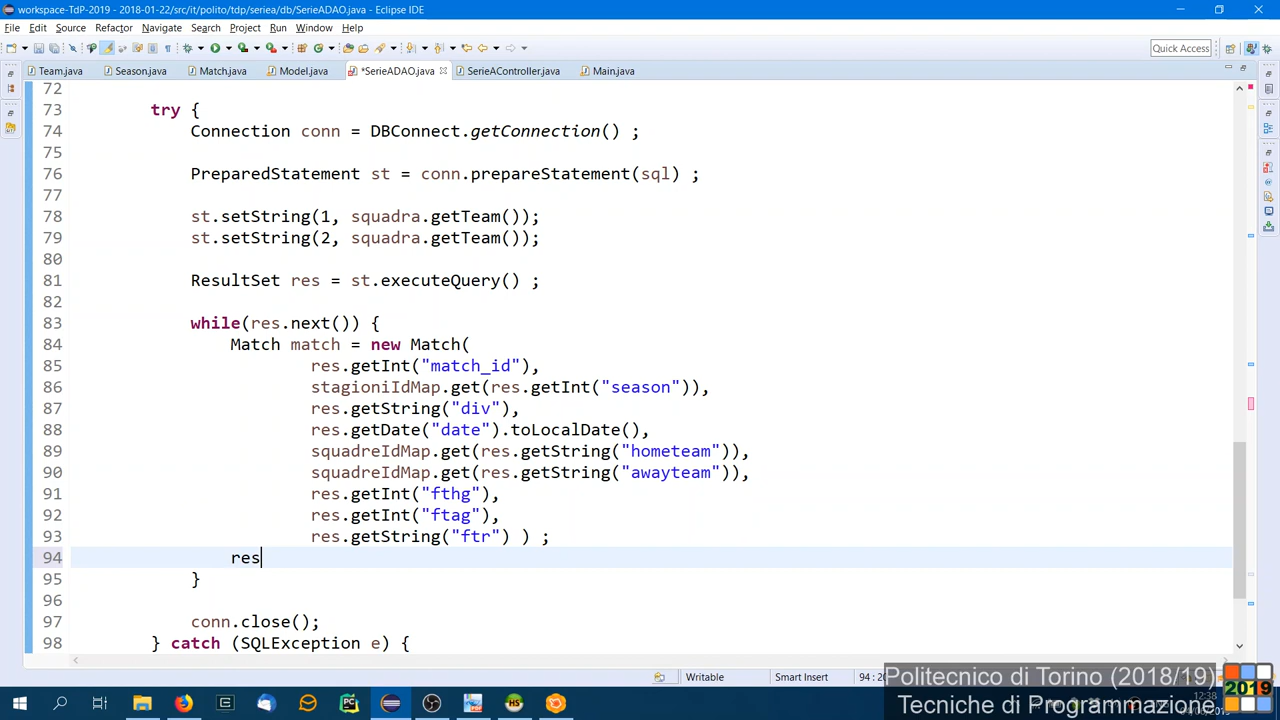 workspace-TdP-2019 - 2018-01-22/src/it/polito/tdp/seriea/db/SerieADAO.java - Eclipse IDE
File Edit Source Refactor Navigate Search Project Run Window Help
Quick Access
Team.java Season.java Match.java Model.java *SerieADAO.java SerieAController.java Main.java
72
73 try {
74 Connection conn = DBConnect.getConnection() ;
75
76 PreparedStatement st = conn.prepareStatement(sql) ;
77
78 st.setString(1, squadra.getTeam());
79 st.setString(2, squadra.getTeam());
80
81 ResultSet res = st.executeQuery() ;
82
83 while(res.next()) {
84 Match match = new Match(
85 res.getInt("match_id"),
86 stagioniIdMap.get(res.getInt("season")),
87 res.getString("div"),
88 res.getDate("date").toLocalDate(),
89 squadreIdMap.get(res.getString("hometeam")),
90 squadreIdMap.get(res.getString("awayteam")),
91 res.getInt("fthg"),
92 res.getInt("ftag"),
93 res.getString("ftr") ) ;
94 res
95 }
96
97 conn.close();
98 } catch (SQLException e) {
Writable Smart Insert
Politecnico di Torino (2018/19)
Tecniche di Programmazione
2019
12:38